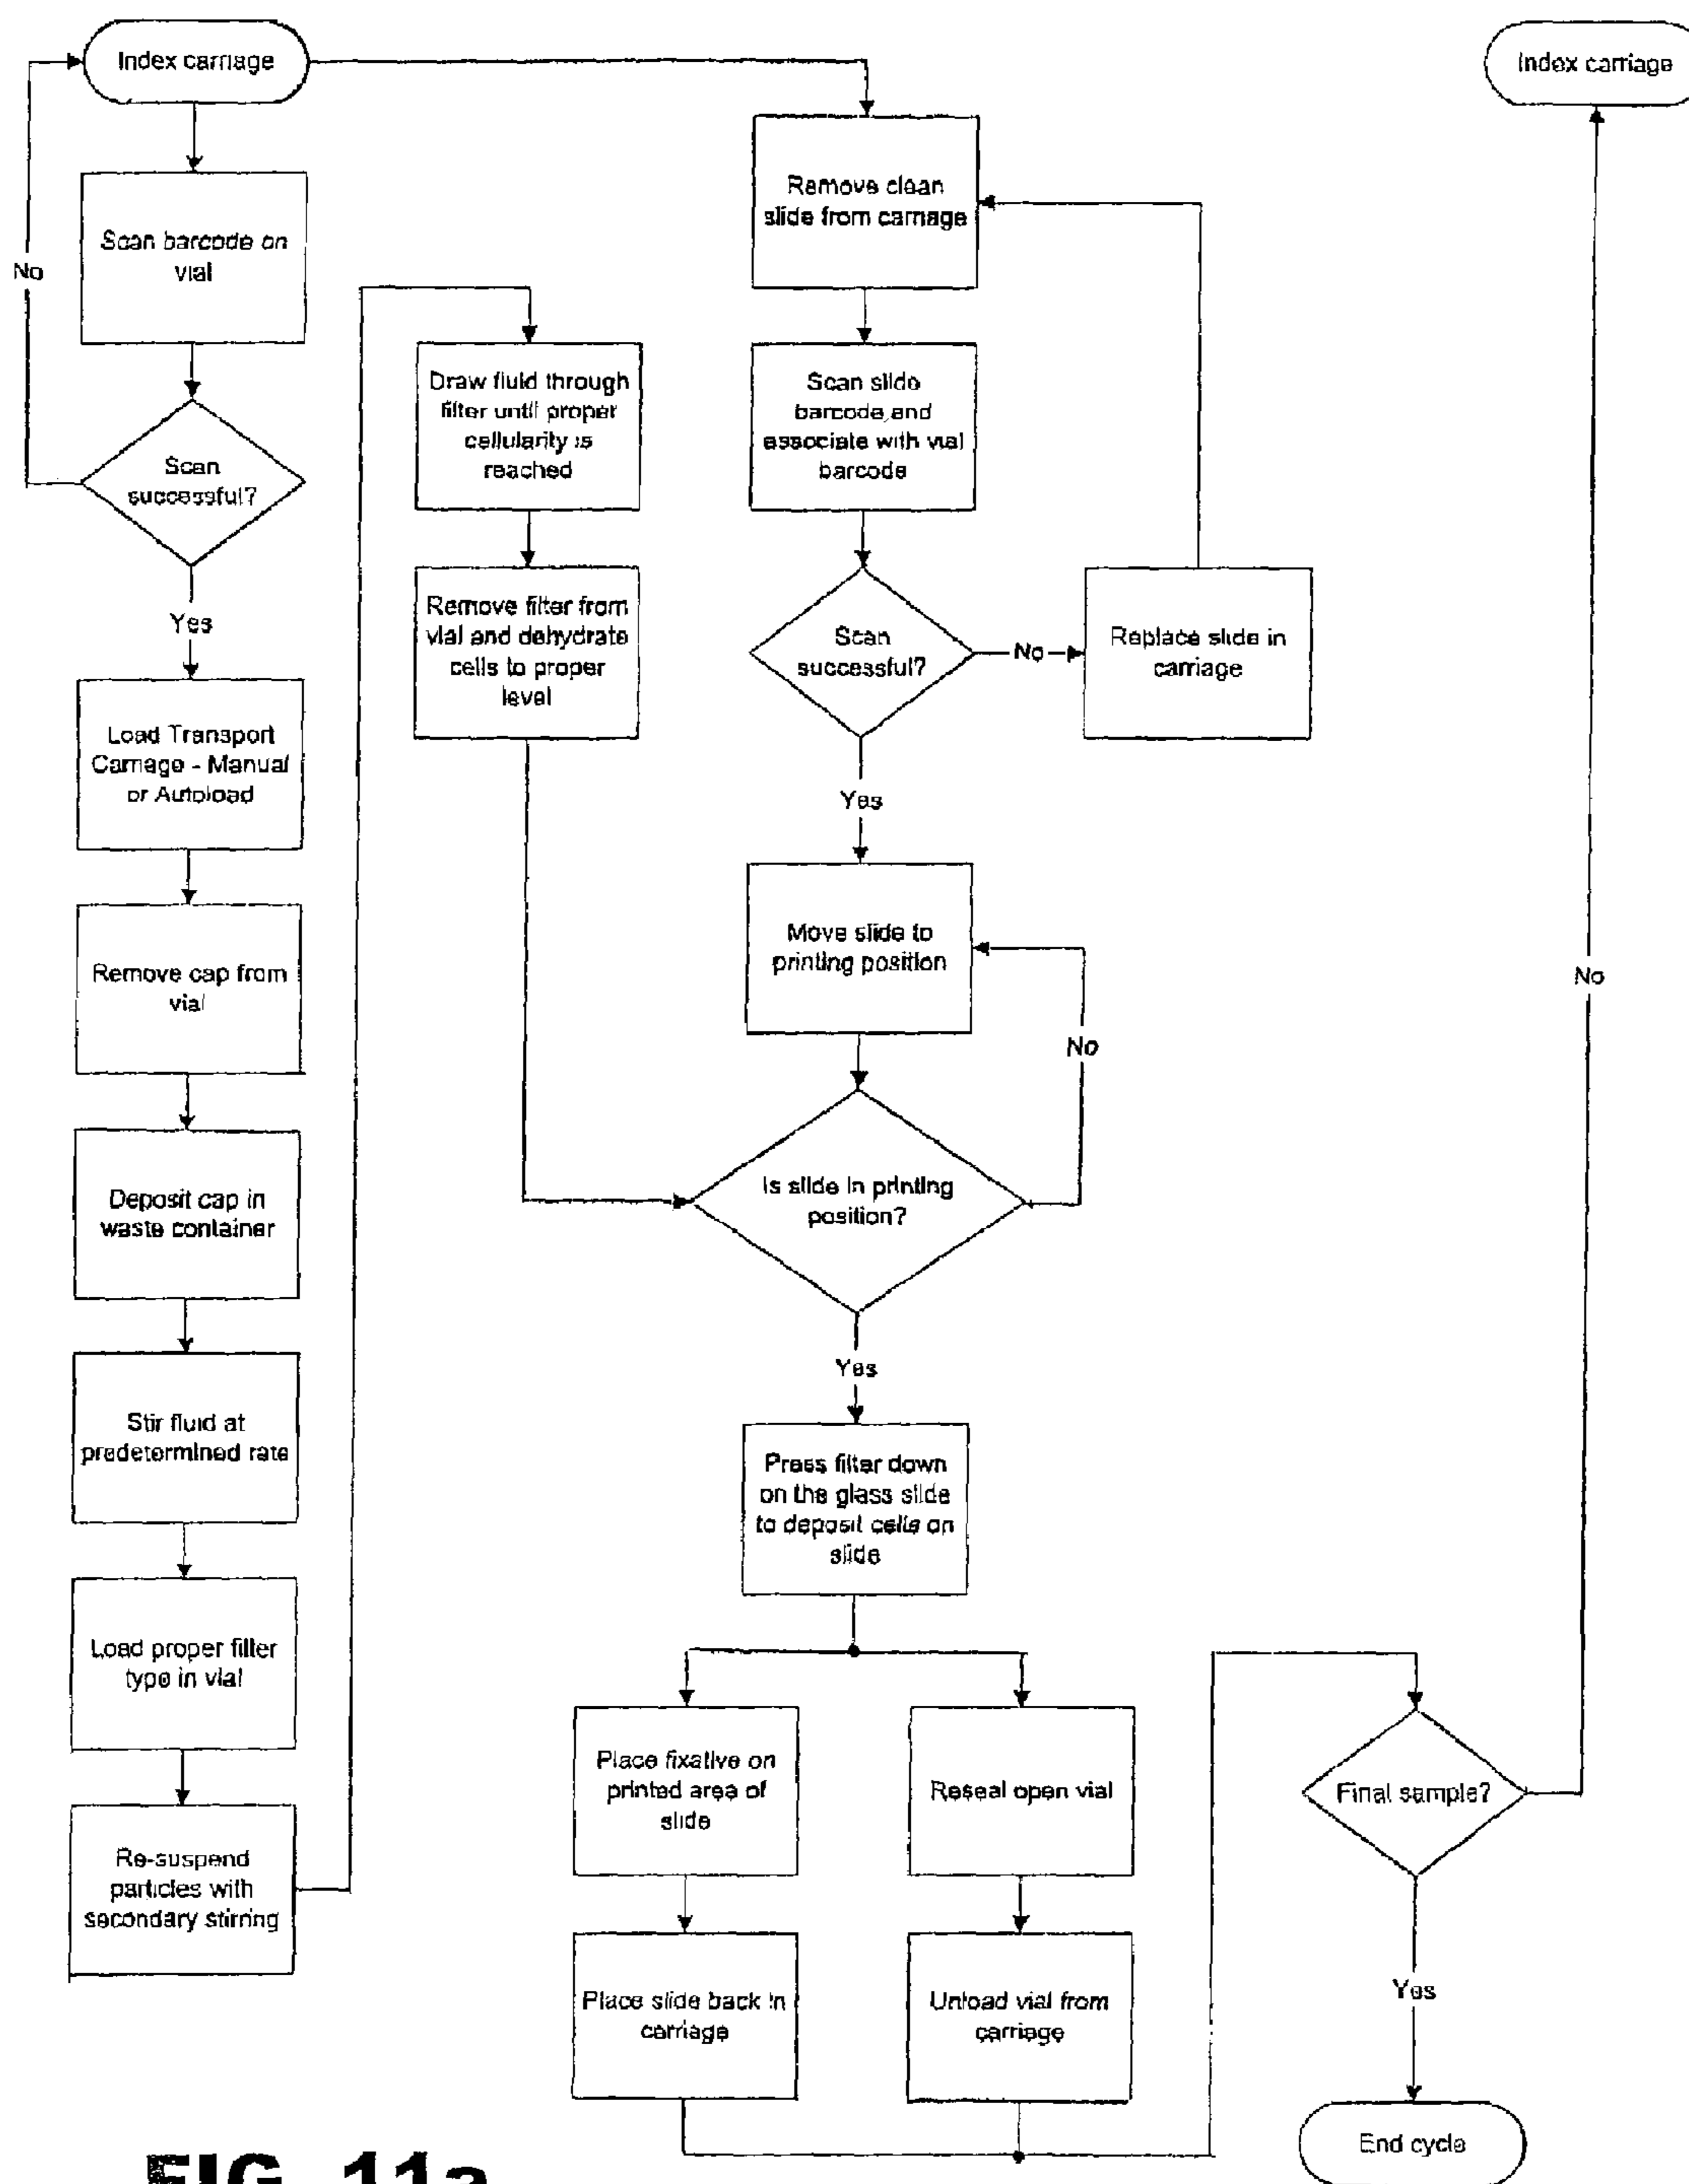 Index carriage
Scan barcode on
vial
No
Scan
successful?
Yes
Load Transport
Carriage - Manual
or Autoload
Remove cap from
vial
Deposit cap in
waste container
Stir fluid at
predetermined rate
Load proper filter
type in vial
Re-suspend
particles with
secondary stirring
Draw fluid through
filter until proper
cellularity is
reached
Remove filter from
vial and dehydrate
cells to proper
level
Remove clean
slide from carriage
Scan slide
barcode and
associate with vial
barcode
Scan
successful?
No
Replace slide in
carriage
Yes
Move slide to
printing position
No
Is slide in printing
position?
Yes
Press filter down
on the glass slide
to deposit cells on
slide
Place fixative on
printed area of
slide
Place slide back in
carriage
Reseal open vial
Unload vial from
carriage
Final sample?
No
Index carriage
Yes
End cycle
FIG. 11a